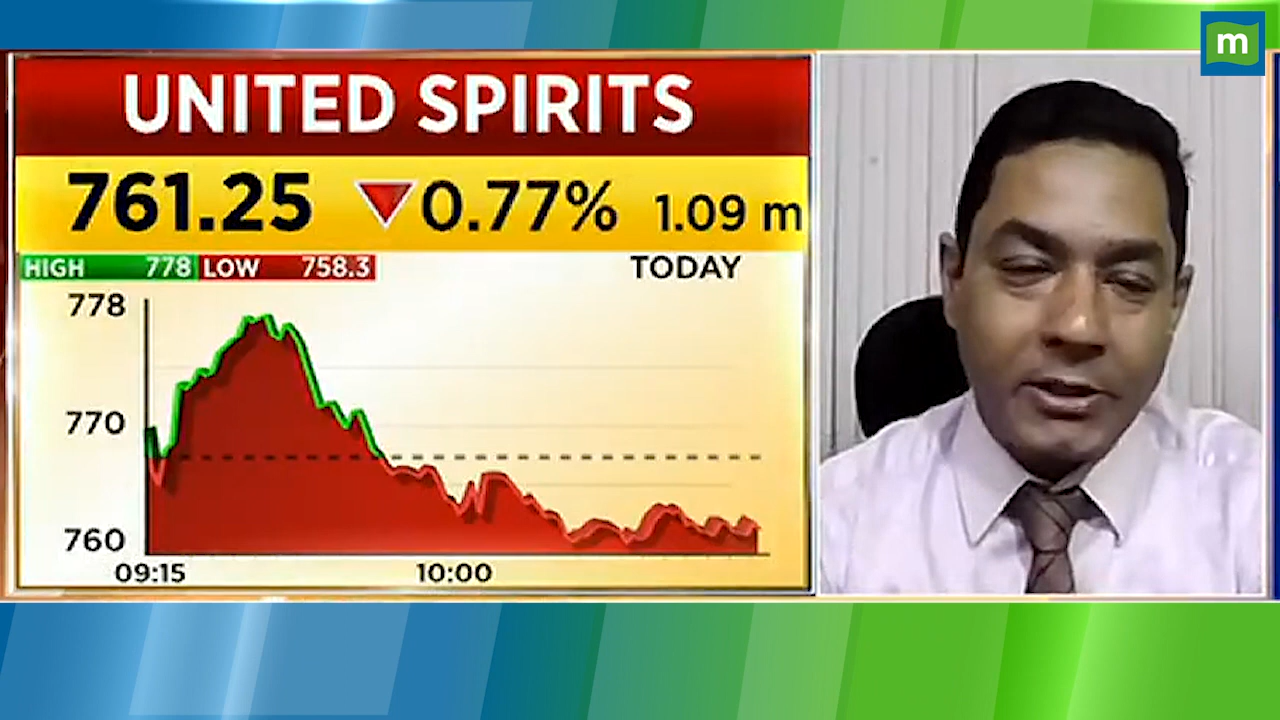 m
UNITED SPIRITS
761.25 ▼0.77% 1.09 m
HIGH 778 LOW 758.3 TODAY
778
770
760
09:15 10:00